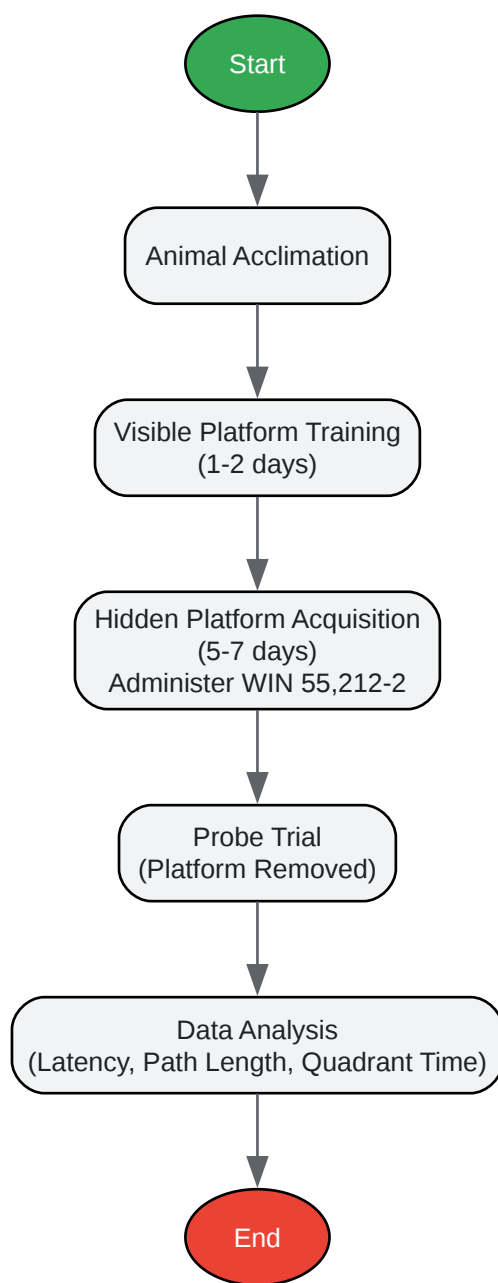 Start
Animal Acclimation
Visible Platform Training
(1-2 days)
Hidden Platform Acquisition
(5-7 days)
Administer WIN 55,212-2
Probe Trial
(Platform Removed)
Data Analysis
(Latency, Path Length, Quadrant Time)
End